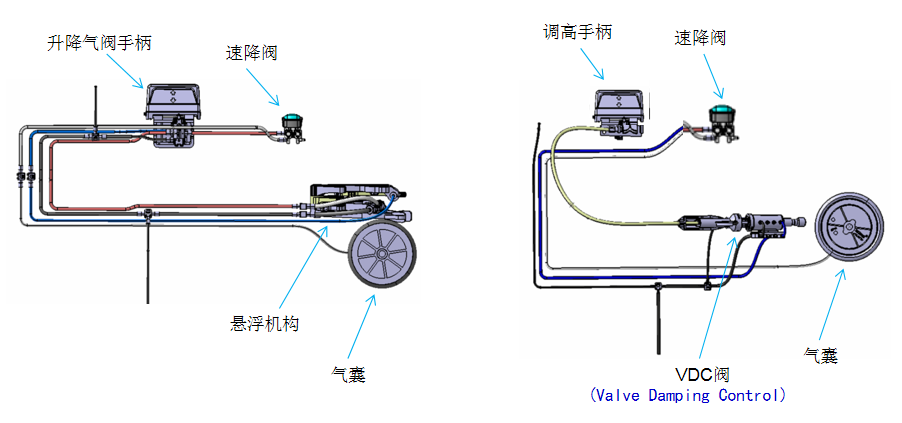 升降气阀手柄
速降阀
悬浮机构
气囊
调高手柄
速降阀
气囊
VDC阀
(Valve Damping Control)